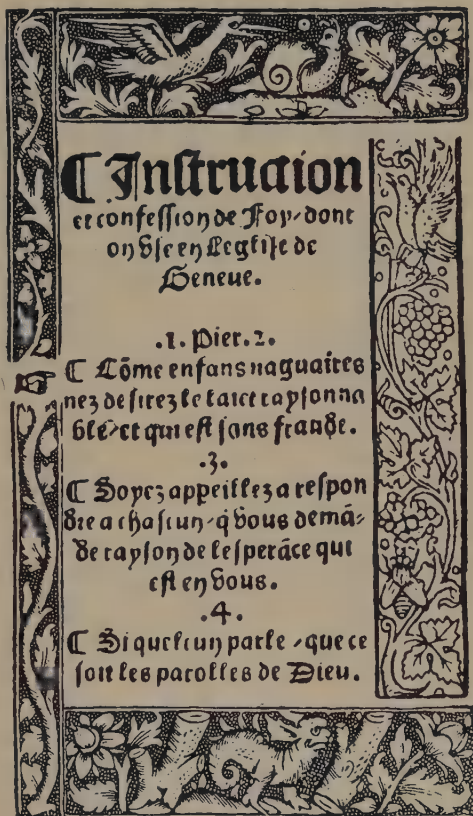 ⁋ Instruction
et confession de Foy / dont
on vse en Leglise de
Geneue.
.1. Pier. 2.
⁋ Cõme enfans naguaires
nez desirez le laict raysonna
ble / et qui est sans fraude.
.3.
⁋ Soyez appeillez a respon
dre a chascun / q̃ vous demã=
de rayson de lesperãce qui
est en vous.
.4.
⁋ Si quelcun parle / que ce
soit les parolles de Dieu.